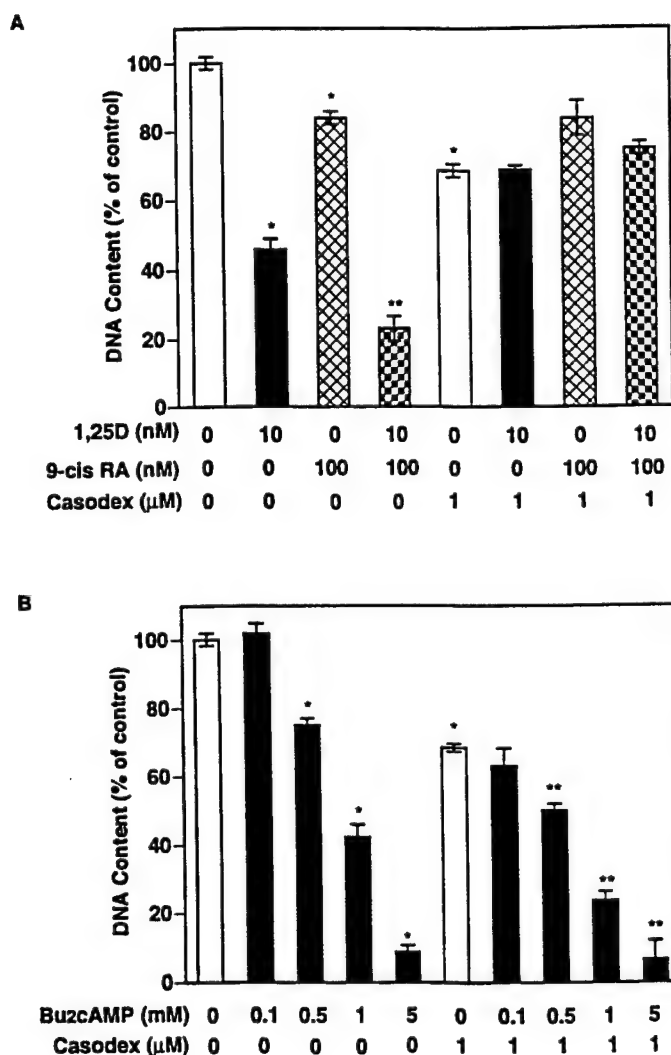 A
DNA Content (% of control)
100
80
60
40
20
0
* * ** *
1,25D (nM) 0 10 0 10 0 10 0 10
9-cis RA (nM) 0 0 100 100 0 0 100 100
Casodex (μM) 0 0 0 0 1 1 1 1
B
DNA Content (% of control)
100
80
60
40
20
0
* * * * ** ** **
Bu2cAMP (mM) 0 0.1 0.5 1 5 0 0.1 0.5 1 5
Casodex (μM) 0 0 0 0 0 1 1 1 1 1